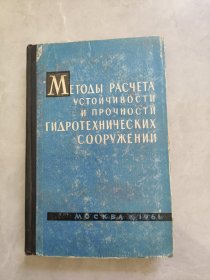 МЕТОДЫ РАСЧЕТА
УСТОЙЧИВОСТИ
И ПРОЧНОСТИ
ГИДРОТЕХНИЧЕСКИХ
СООРУЖЕНИЙ
МОСКВА 1961